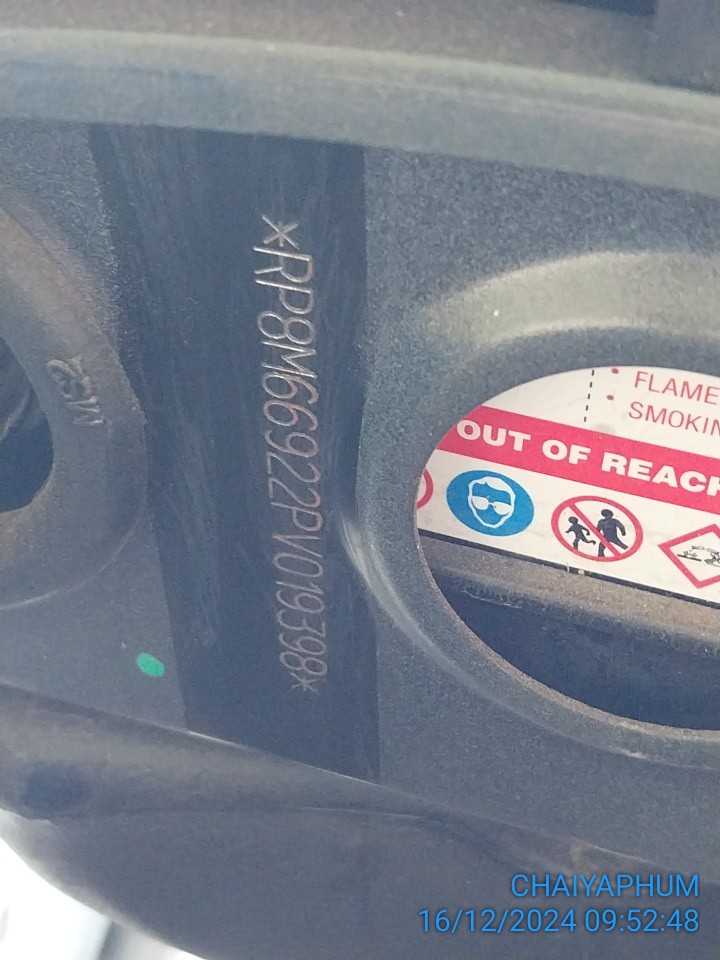 *RP8M66922PV019398*
FLAME
SMOKIN
OUT OF REACH
CHAIYAPHUM
16/12/2024 09:52:48